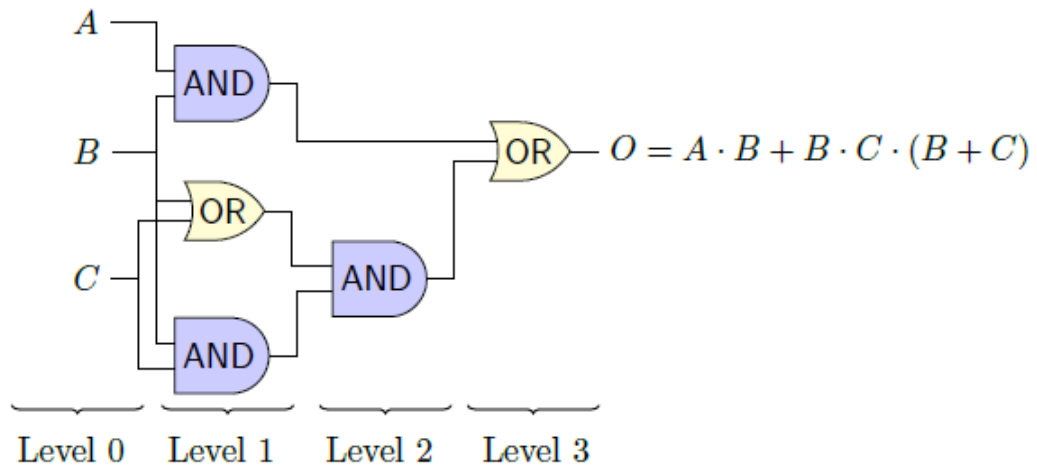 A
AND
B
OR
O = A · B + B · C · (B + C)
OR
C
AND
AND
Level 0 Level 1 Level 2 Level 3